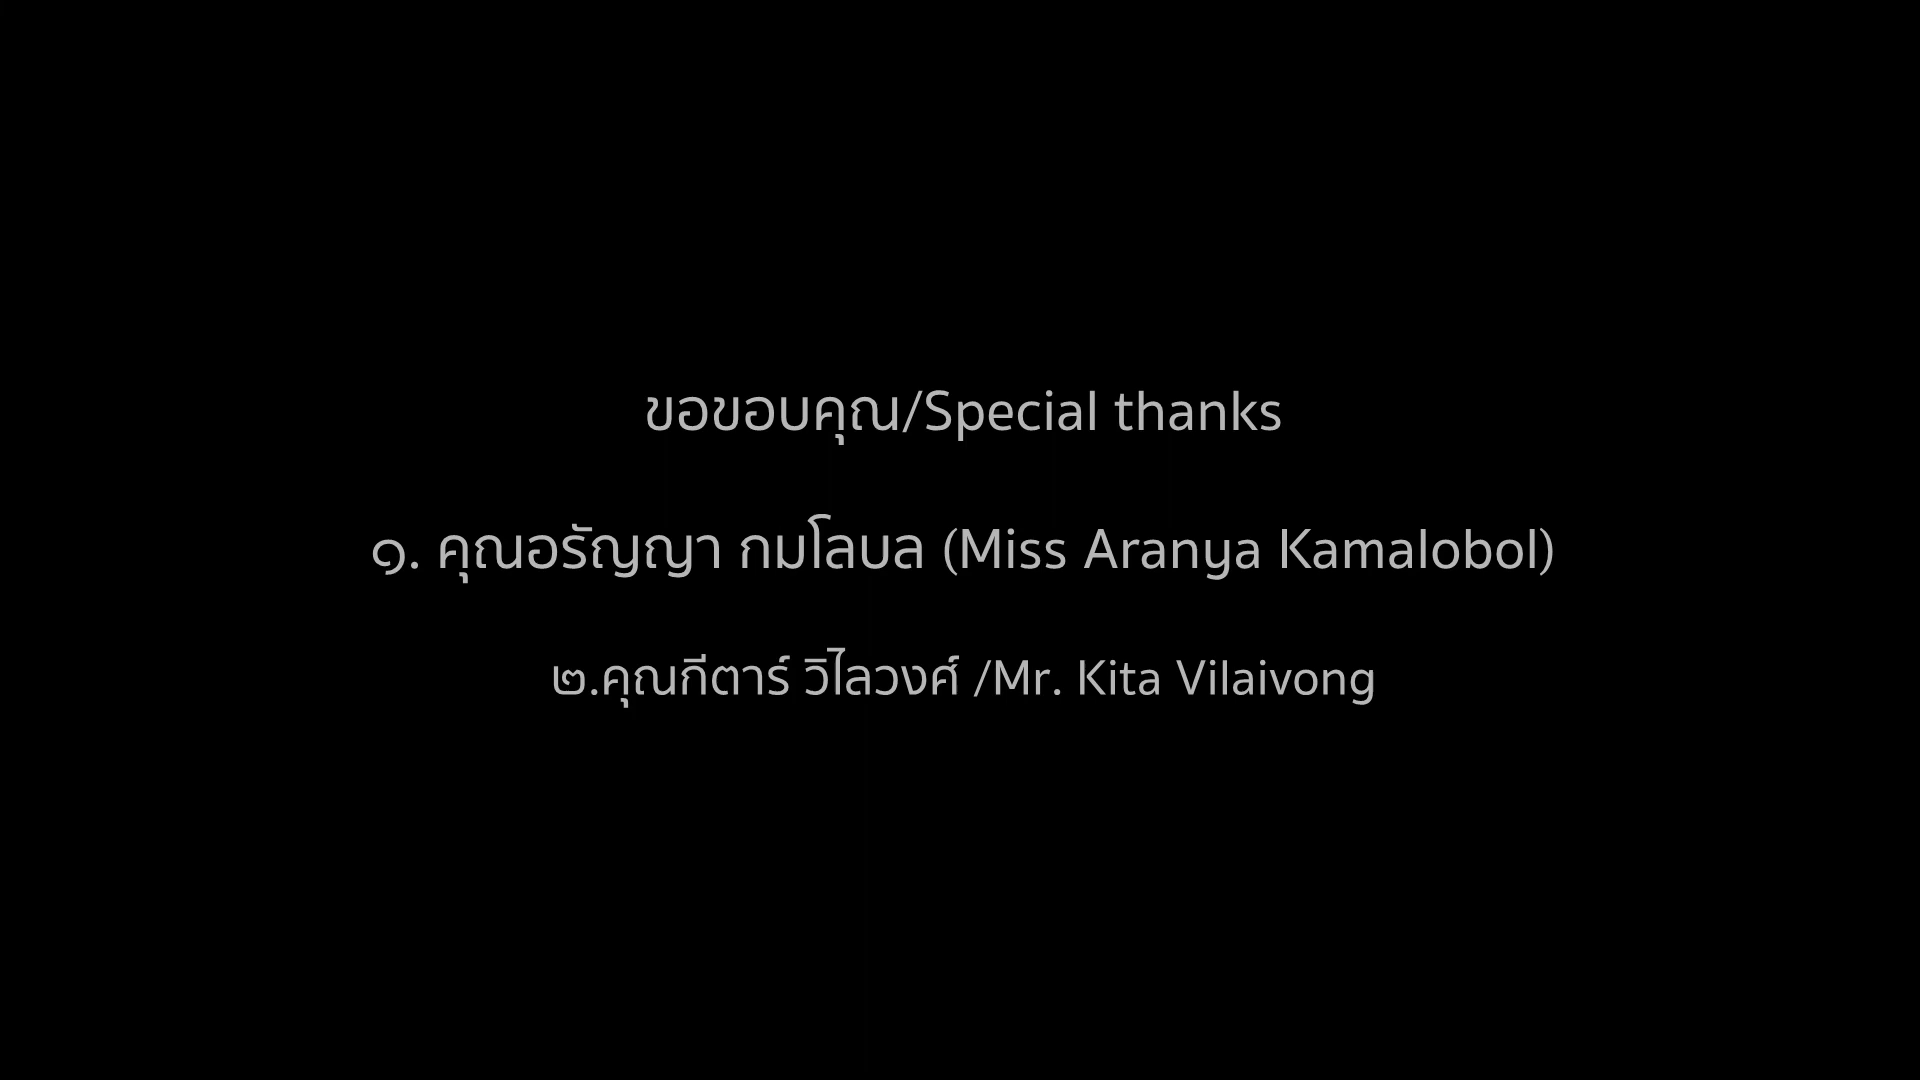 ขอขอบคุณ/Special thanks
๑. คุณอรัญญา กมโลบล (Miss Aranya Kamalobol)
๒.คุณกีตาร์ วิไลวงศ์ /Mr. Kita Vilaivong